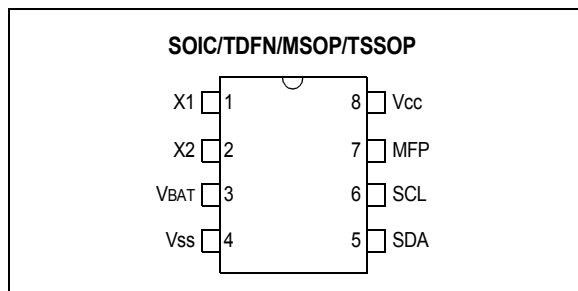 SOIC/TDFN/MSOP/TSSOP
X1 1 8 Vcc
X2 2 7 MFP
VBAT 3 6 SCL
Vss 4 5 SDA